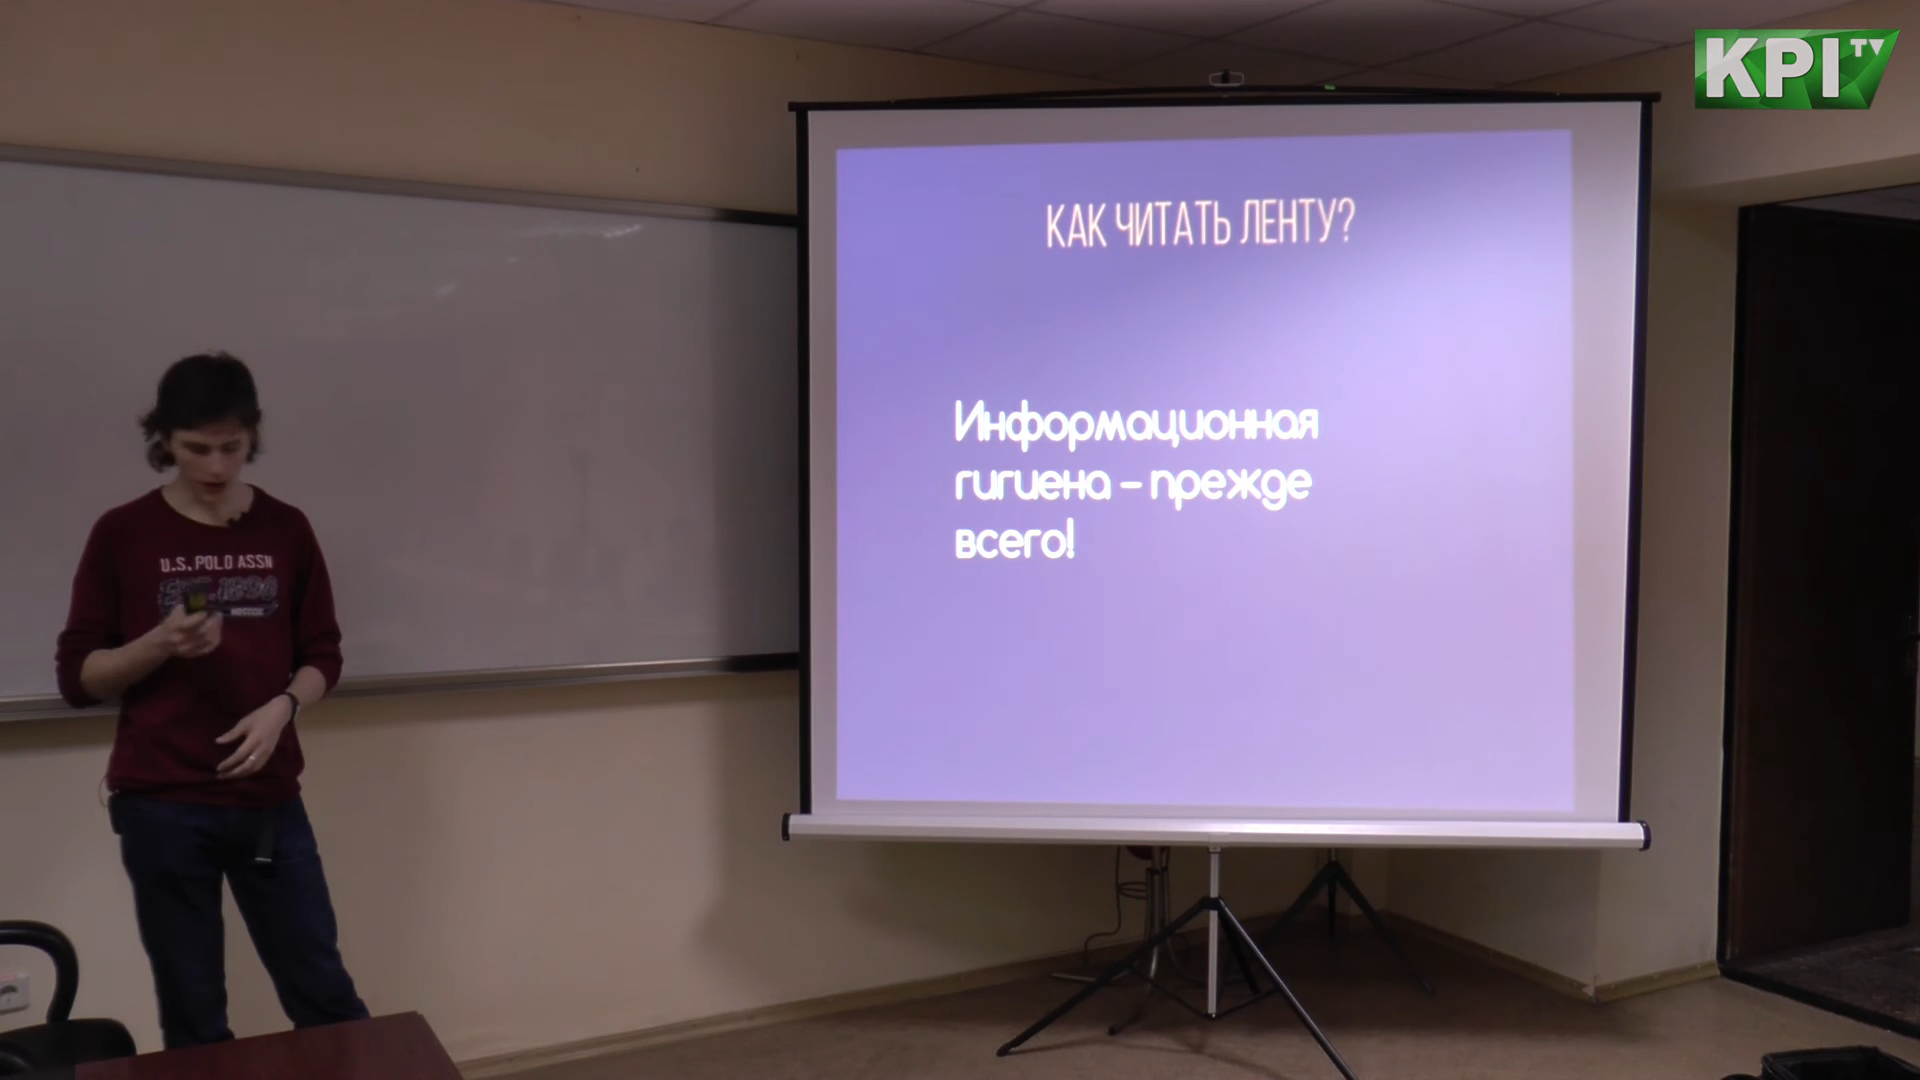 KPI TV
КАК ЧИТАТЬ ЛЕНТУ?
Информационная
гигиена – прежде
всего!
U.S. POLO ASSN